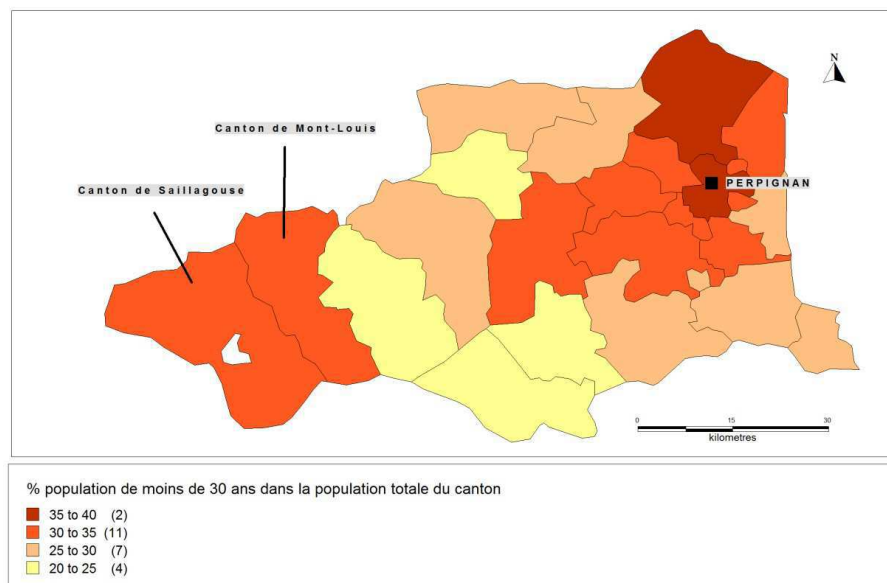 N
Canton de Mont-Louis
Canton de Saillagouse
PERPIGNAN
0 15 30
kilometres
% population de moins de 30 ans dans la population totale du canton
35 to 40 (2)
30 to 35 (11)
25 to 30 (7)
20 to 25 (4)